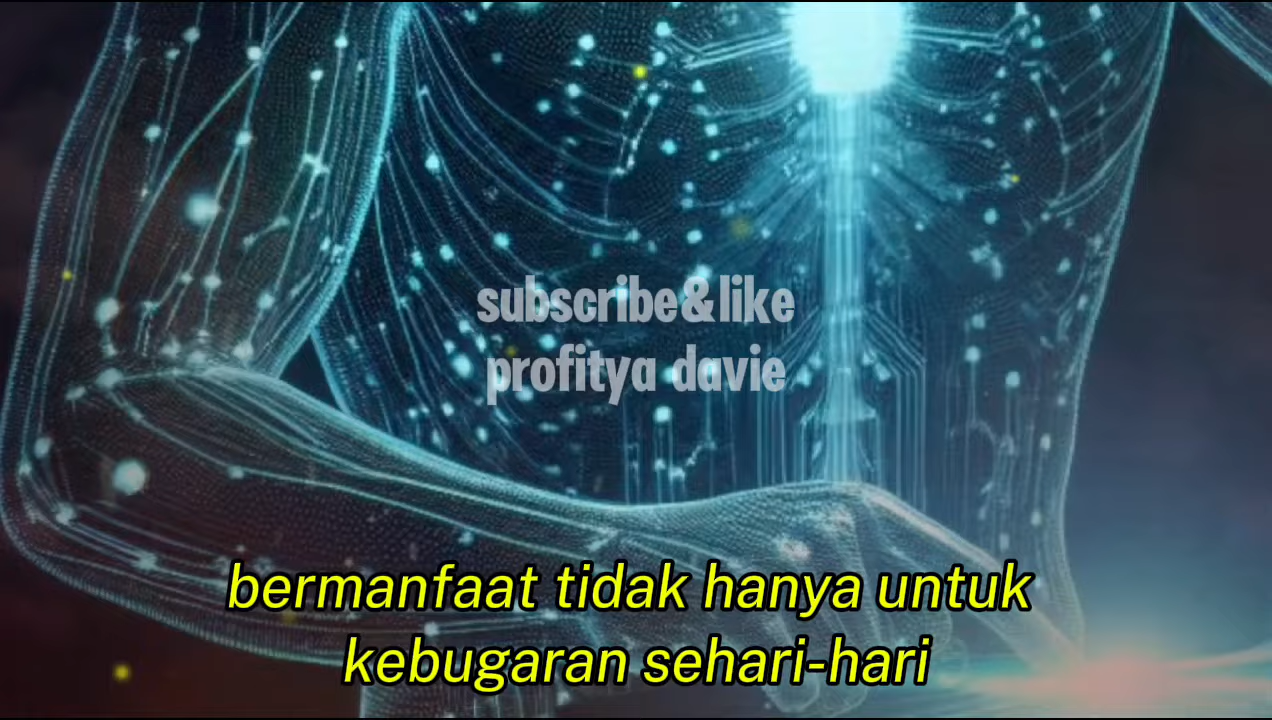 subscribe&like
profitya davie
bermanfaat tidak hanya untuk
kebugaran sehari-hari